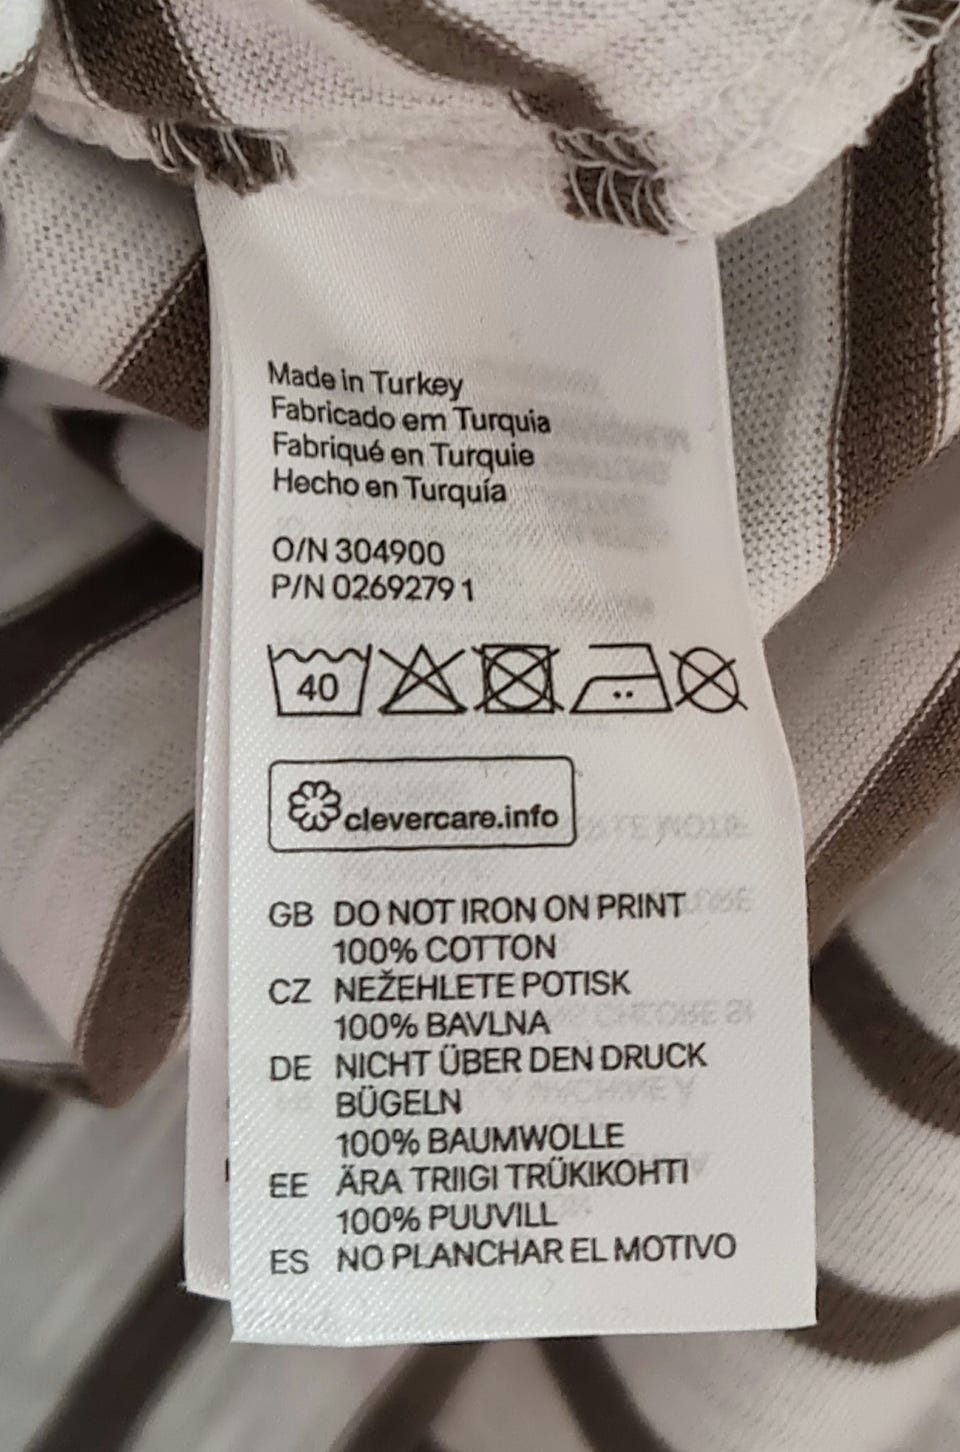 Made in Turkey
Fabricado em Turquia
Fabriqué en Turquie
Hecho en Turquía
O/N 304900
P/N 0269279 1
40
clevercare.info
GB DO NOT IRON ON PRINT
100% COTTON
CZ NEŽEHLETE POTISK
100% BAVLNA
DE NICHT ÜBER DEN DRUCK
BÜGELN
100% BAUMWOLLE
EE ÄRA TRIIGI TRÜKIKOHTI
100% PUUVILL
ES NO PLANCHAR EL MOTIVO